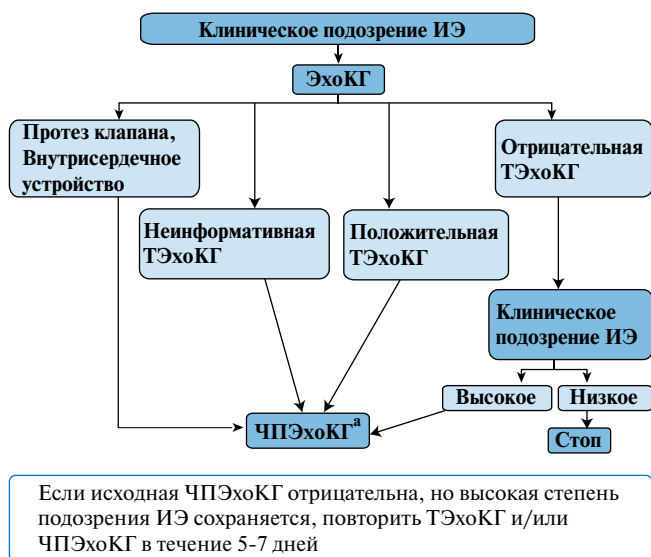 Клиническое подозрение ИЭ
ЭхоКГ
Протез клапана,
Внутрисердечное
устройство
Отрицательная
ТЭхоКГ
Неинформативная
ТЭхоКГ
Положительная
ТЭхоКГ
Клиническое
подозрение ИЭ
Высокое
Низкое
ЧПЭхоКГа
Стоп
Если исходная ЧПЭхоКГ отрицательна, но высокая степень
подозрения ИЭ сохраняется, повторить ТЭхоКГ и/или
ЧПЭхоКГ в течение 5-7 дней